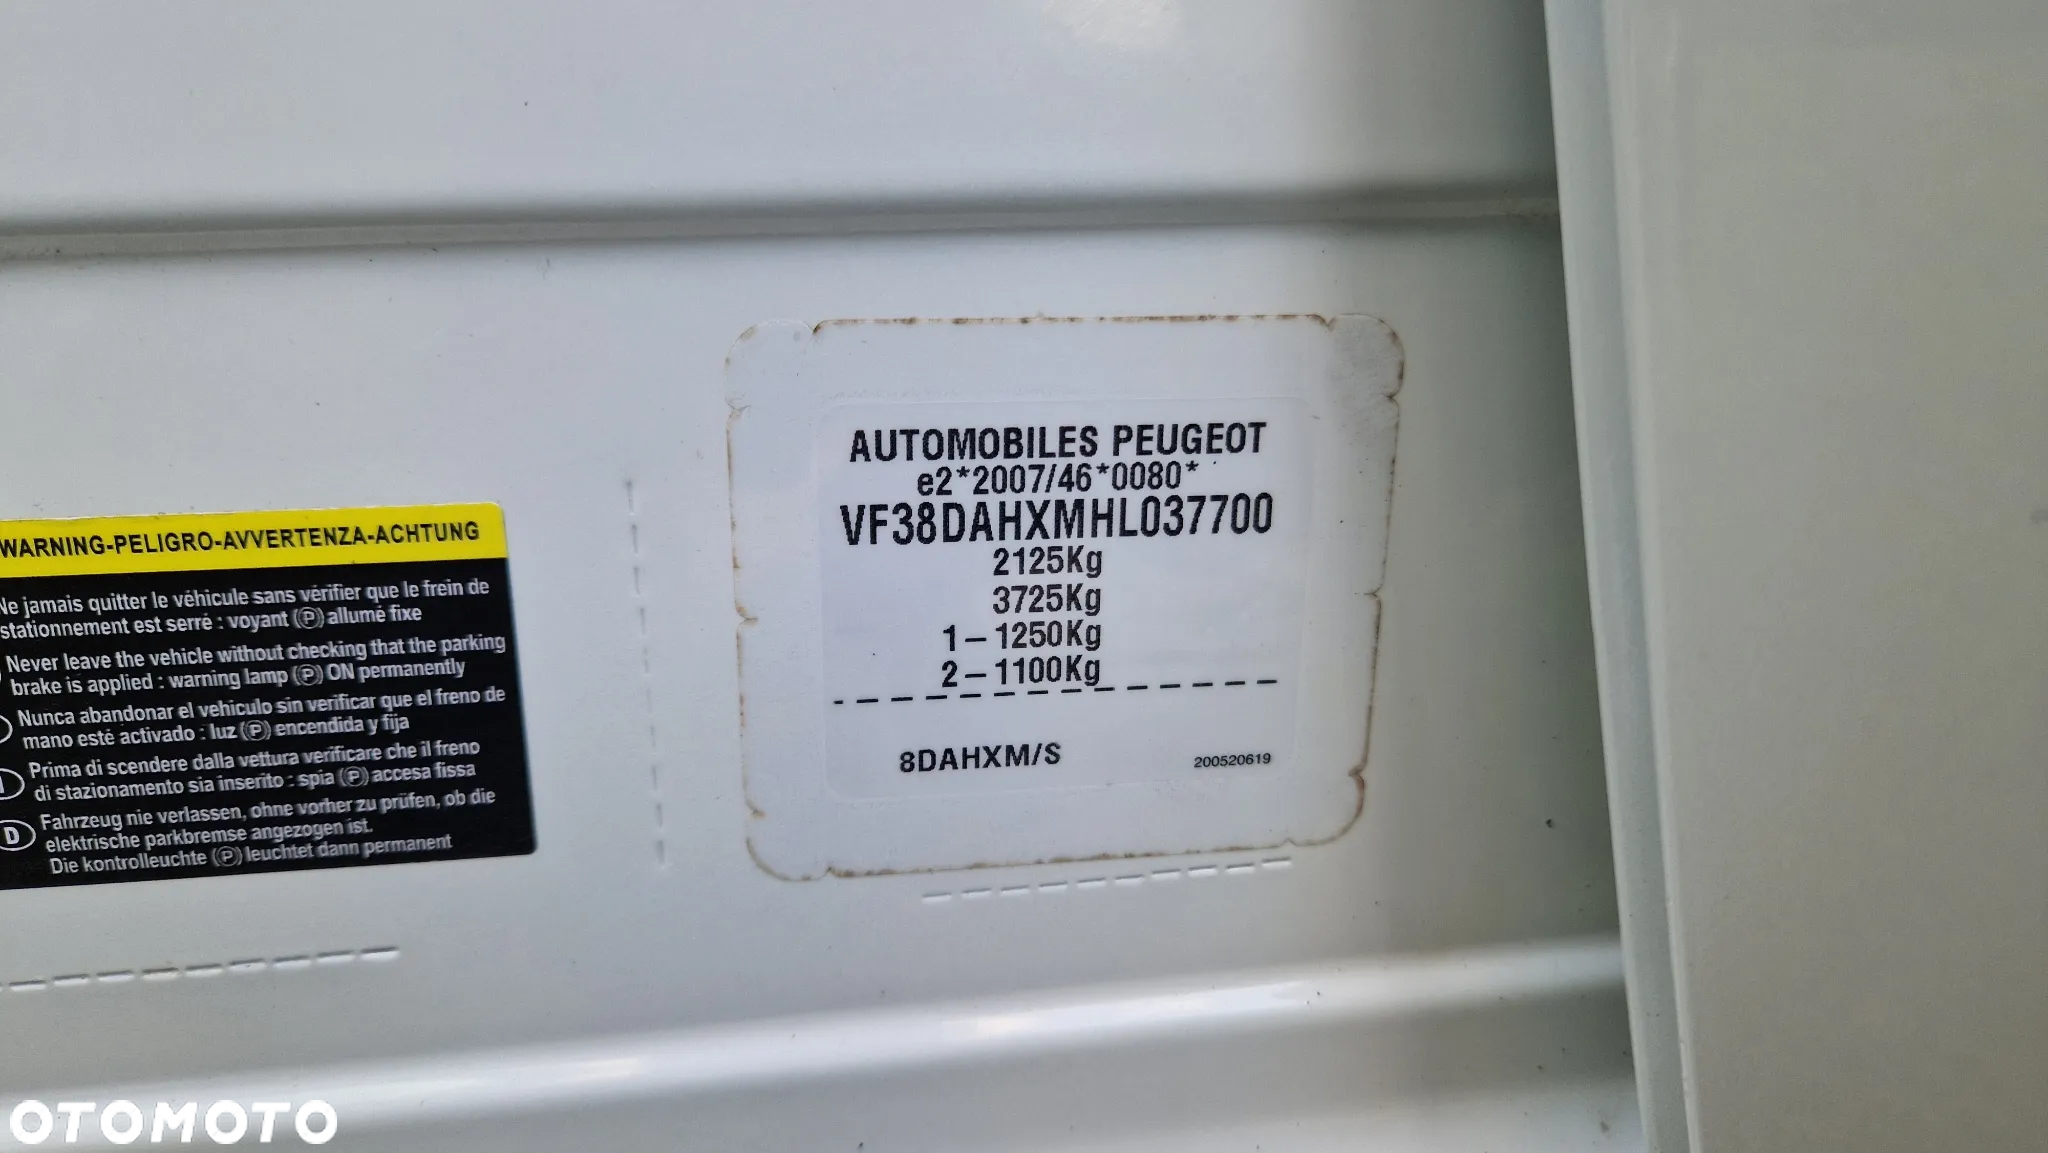 WARNING-PELIGRO-AVVERTENZA-ACHTUNG
Ne jamais quitter le véhicule sans vérifier que le frein de
stationnement est serré : voyant (P) allumé fixe
Never leave the vehicle without checking that the parking
brake is applied : warning lamp (P) ON permanently
Nunca abandonar el vehiculo sin verificar que el freno de
mano esté activado : luz (P) encendida y fija
I
Prima di scendere dalla vettura verificare che il freno
di stazionamento sia inserito : spia (P) accesa fissa
D
Fahrzeug nie verlassen, ohne vorher zu prüfen, ob die
elektrische parkbremse angezogen ist.
Die kontrolleuchte (P) leuchtet dann permanent
AUTOMOBILES PEUGEOT
e2*2007/46*0080*
VF38DAHXMHL037700
2125Kg
3725Kg
1-1250Kg
2-1100Kg
8DAHXM/S
200520619
OTOMOTO